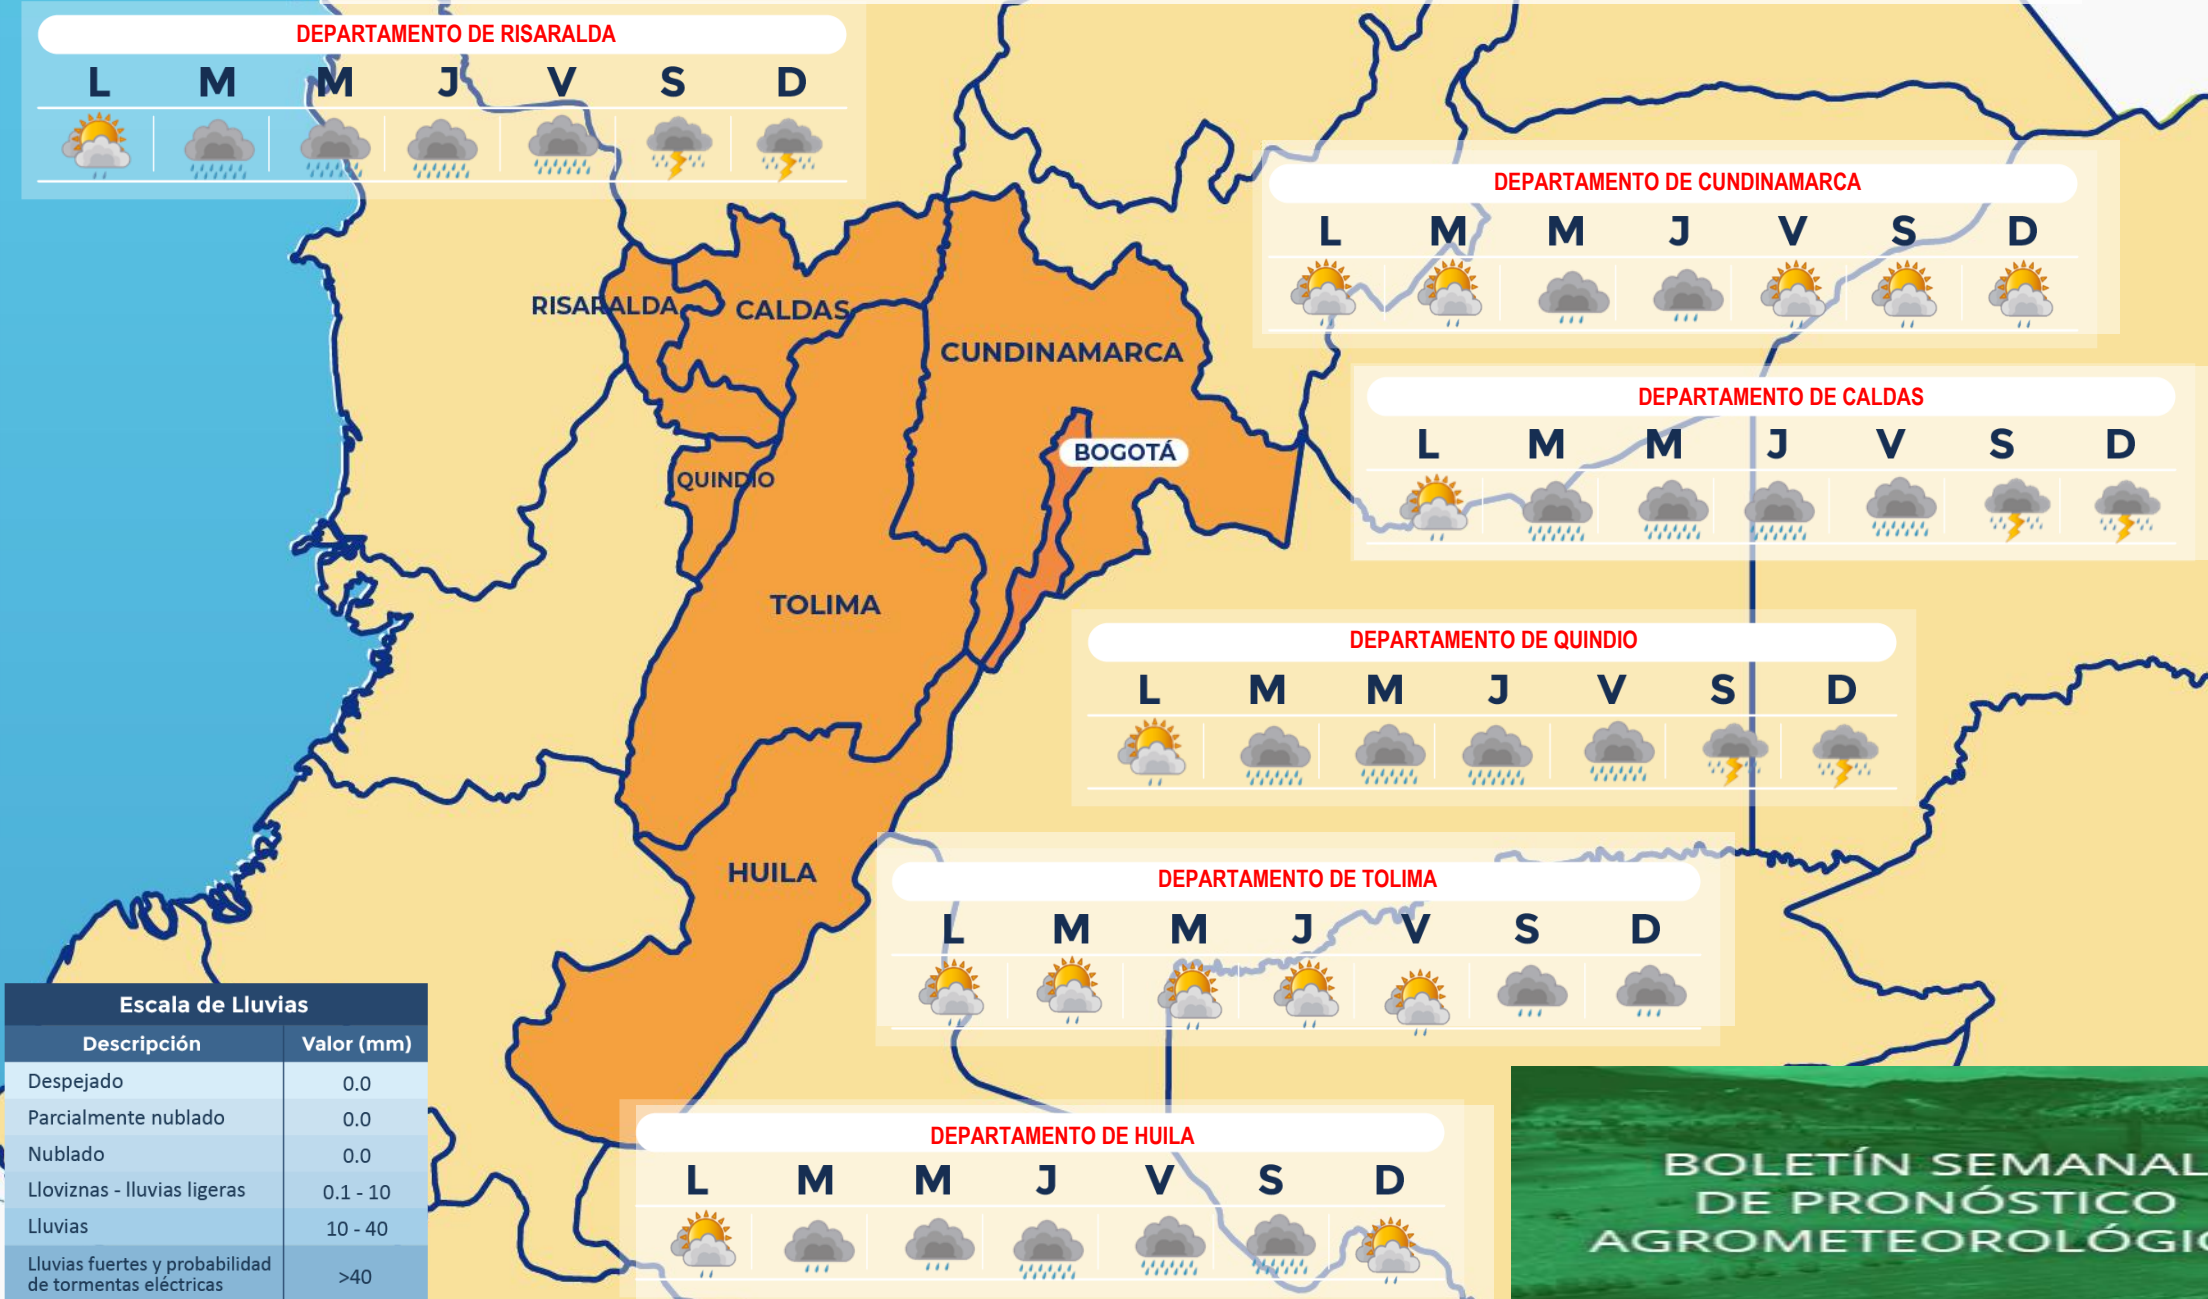 DEPARTAMENTO DE RISARALDA
L M M J V S D
DEPARTAMENTO DE CUNDINAMARCA
L M M J V S D
RISARALDA
CALDAS
CUNDINAMARCA
DEPARTAMENTO DE CALDAS
L M M J V S D
BOGOTÁ
QUINDIO
TOLIMA
DEPARTAMENTO DE QUINDIO
L M M J V S D
HUILA
DEPARTAMENTO DE TOLIMA
L M M J V S D
Escala de Lluvias
Descripción Valor (mm)
Despejado 0.0
Parcialmente nublado 0.0
Nublado 0.0
Lloviznas - lluvias ligeras 0.1 - 10
Lluvias 10 - 40
Lluvias fuertes y probabilidad
de tormentas eléctricas >40
DEPARTAMENTO DE HUILA
L M M J V S D
BOLETÍN SEMANAL
DE PRONÓSTICO
AGROMETEOROLÓGIC